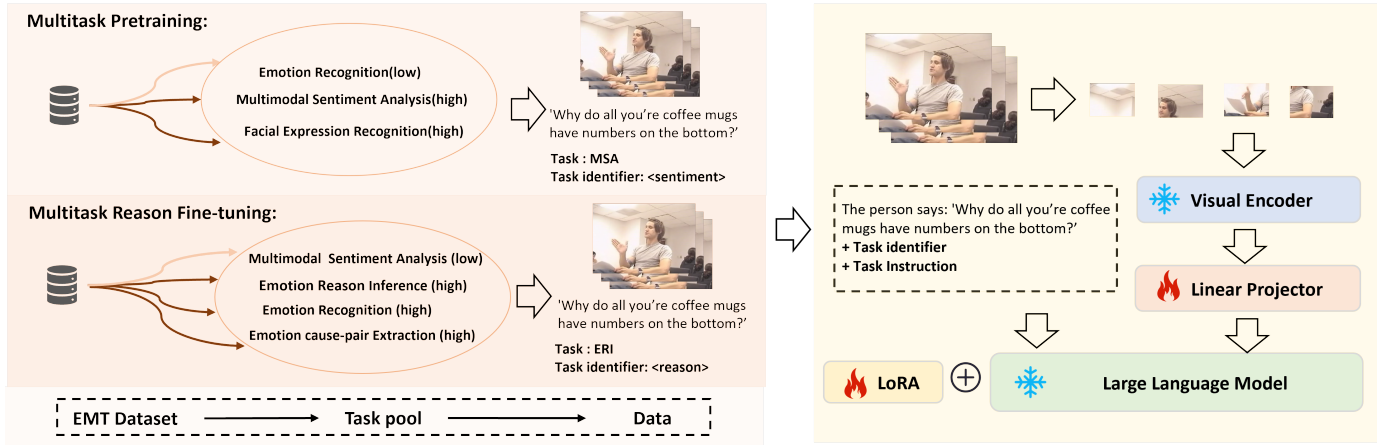 Multitask Pretraining:
Emotion Recognition(low)
Multimodal Sentiment Analysis(high)
Facial Expression Recognition(high)
'Why do all you're coffee mugs
have numbers on the bottom?'
Task : MSA
Task identifier: <sentiment>
Multitask Reason Fine-tuning:
Multimodal Sentiment Analysis (low)
Emotion Reason Inference (high)
Emotion Recognition (high)
Emotion cause-pair Extraction (high)
'Why do all you're coffee mugs
have numbers on the bottom?'
Task : ERI
Task identifier: <reason>
EMT Dataset
Task pool
Data
The person says: 'Why do all you're coffee
mugs have numbers on the bottom?'
+ Task identifier
+ Task Instruction
Visual Encoder
Linear Projector
LoRA
Large Language Model